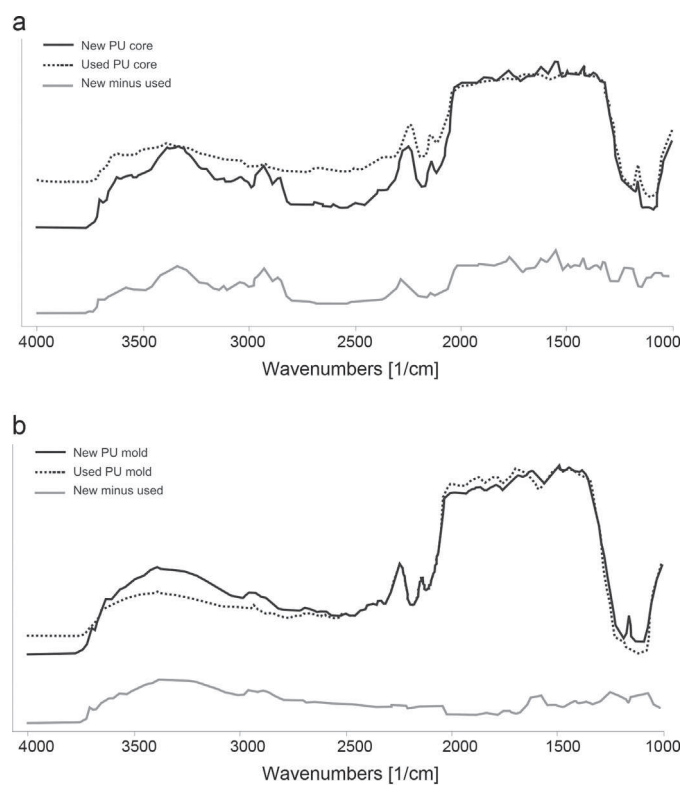 a
New PU core
Used PU core
New minus used
4000 3500 3000 2500 2000 1500 1000
Wavenumbers [1/cm]
b
New PU mold
Used PU mold
New minus used
4000 3500 3000 2500 2000 1500 1000
Wavenumbers [1/cm]